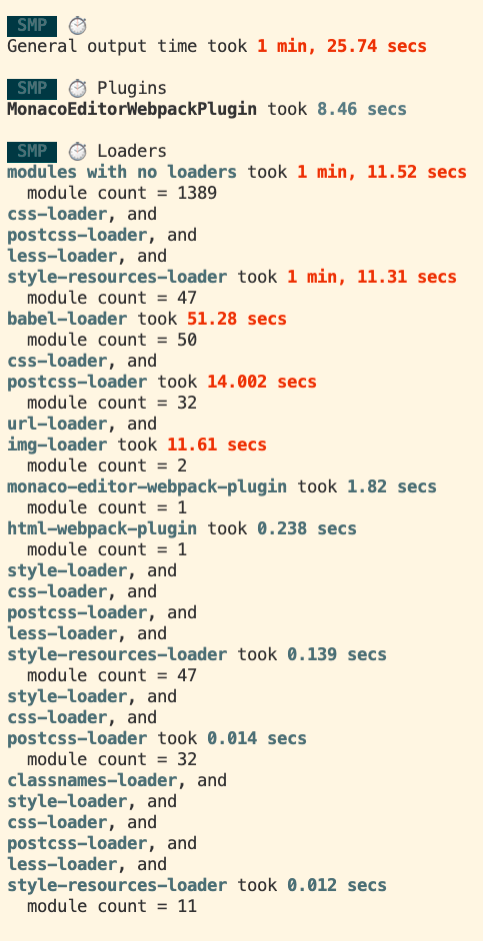 SMP ⏱
General output time took 1 min, 25.74 secs
SMP ⏱ Plugins
MonacoEditorWebpackPlugin took 8.46 secs
SMP ⏱ Loaders
modules with no loaders took 1 min, 11.52 secs
module count = 1389
css-loader, and
postcss-loader, and
less-loader, and
style-resources-loader took 1 min, 11.31 secs
module count = 47
babel-loader took 51.28 secs
module count = 50
css-loader, and
postcss-loader took 14.002 secs
module count = 32
url-loader, and
img-loader took 11.61 secs
module count = 2
monaco-editor-webpack-plugin took 1.82 secs
module count = 1
html-webpack-plugin took 0.238 secs
module count = 1
style-loader, and
css-loader, and
postcss-loader, and
less-loader, and
style-resources-loader took 0.139 secs
module count = 47
style-loader, and
css-loader, and
postcss-loader took 0.014 secs
module count = 32
classnames-loader, and
style-loader, and
css-loader, and
postcss-loader, and
less-loader, and
style-resources-loader took 0.012 secs
module count = 11